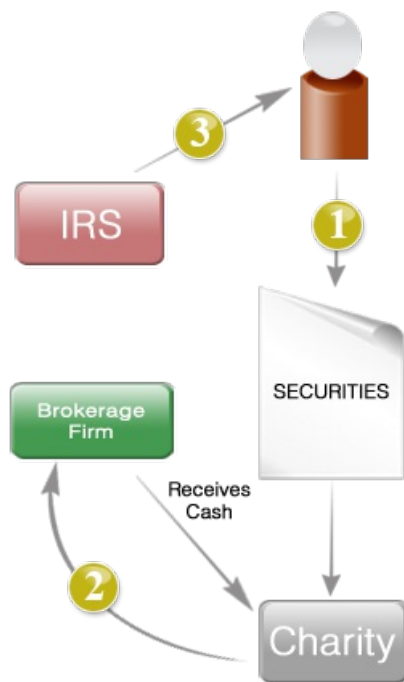 3
IRS
1
SECURITIES
Brokerage
Firm
Receives
Cash
2
Charity